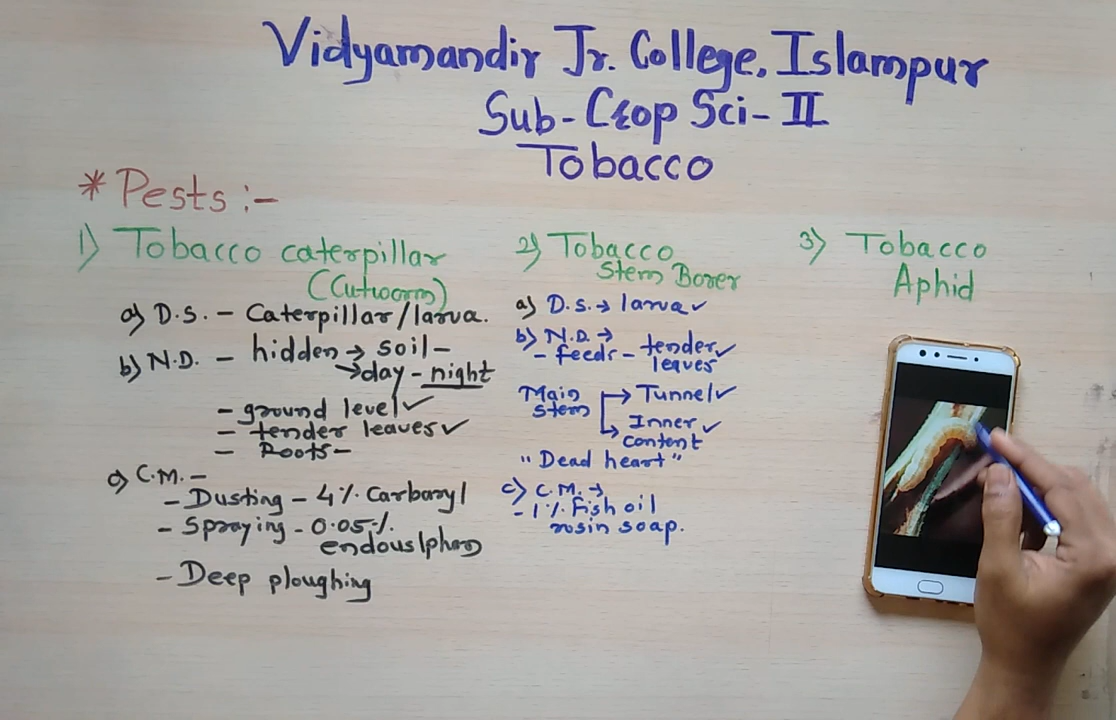 Vidyamandir Jr. College, Islampur
Sub- Crop Sci- II
Tobacco
* Pests :-
1) Tobacco caterpillar
(Cutworm)
a) D.S. - Caterpillar/larva.
b) N.D. - hidden → soil -
→ day - night
- ground level ✓
- tender leaves ✓
- Roots -
c) C.M. -
- Dusting - 4% Carbaryl
- Spraying - 0.05%.
endouslphan
- Deep ploughing
2) Tobacco
Stem Borer
a) D.S. → larva ✓
b) N.D. →
- feeds - tender ✓
leaves
Main stem → Tunnel ✓
→ Inner ✓
content
"Dead heart"
c) C.M. →
- 1% Fish oil
rosin soap.
3) Tobacco
Aphid